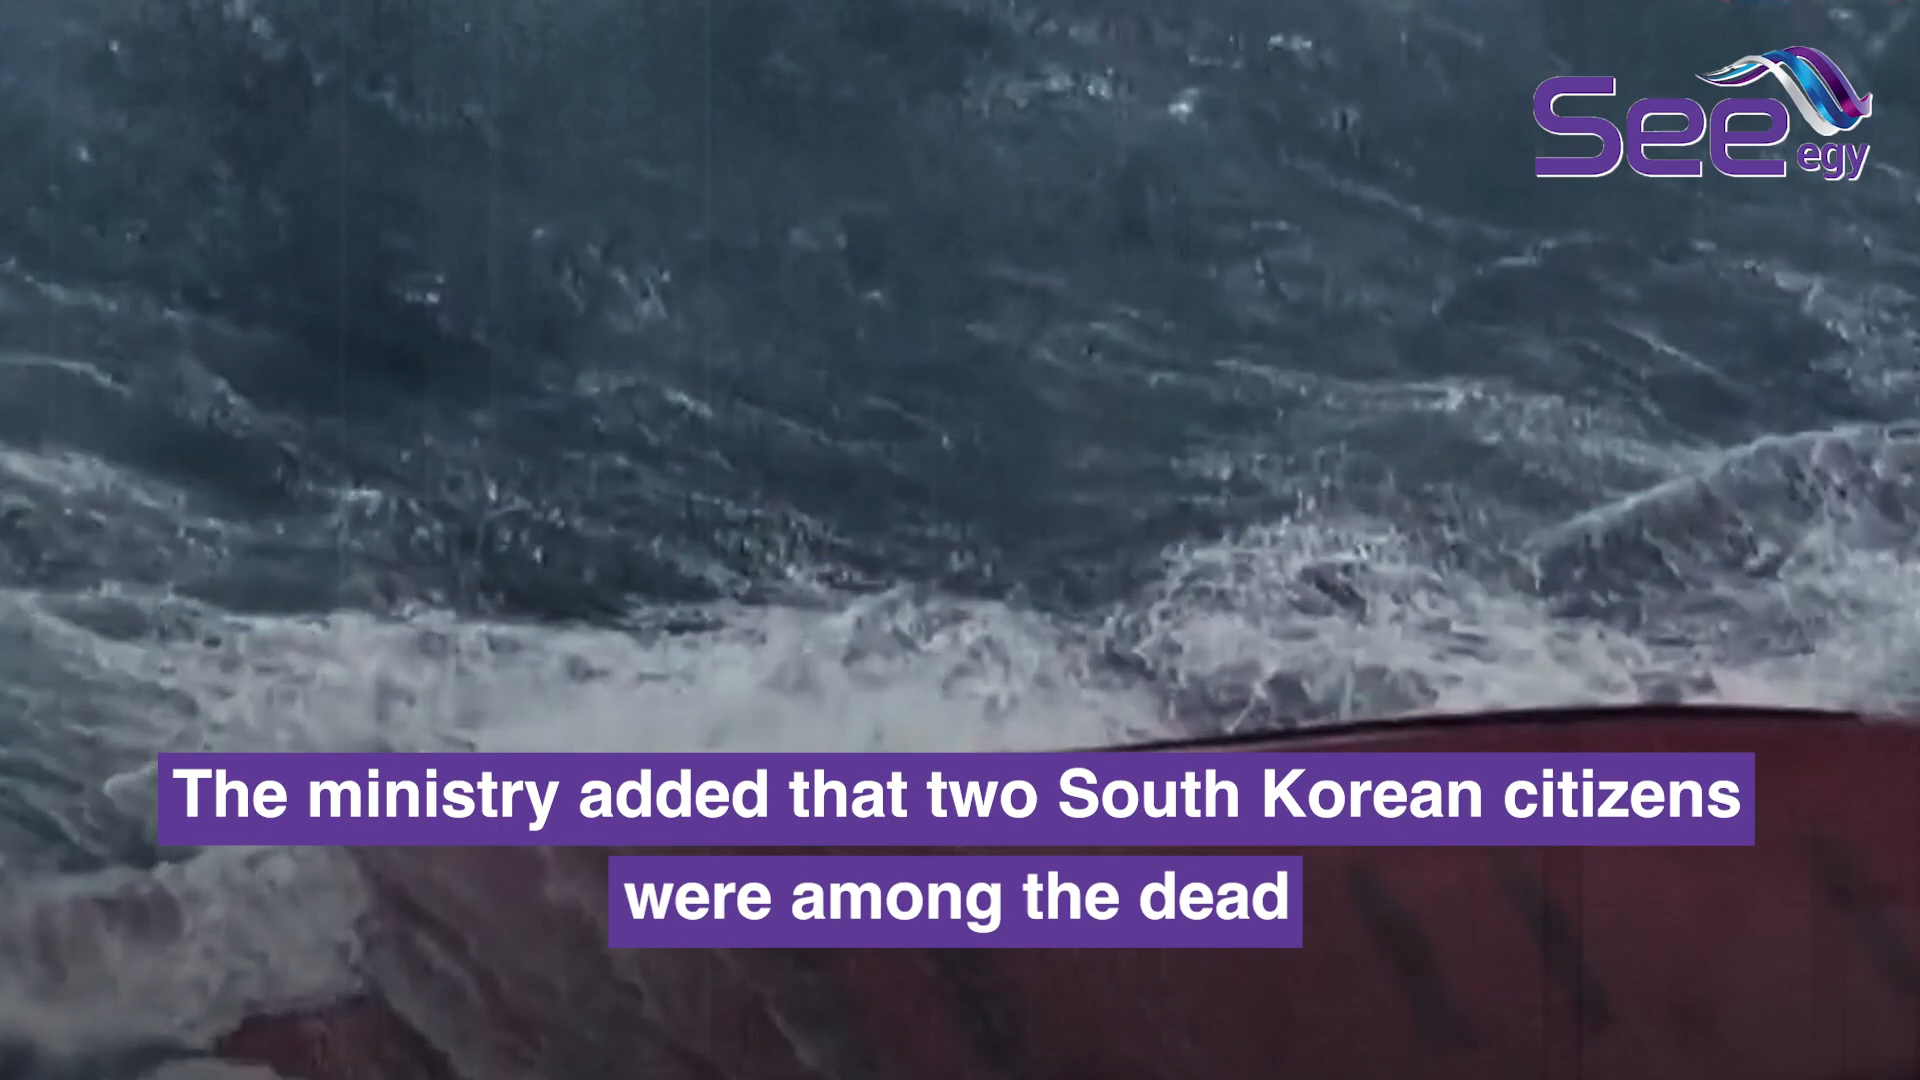 See
egy
The ministry added that two South Korean citizens
were among the dead